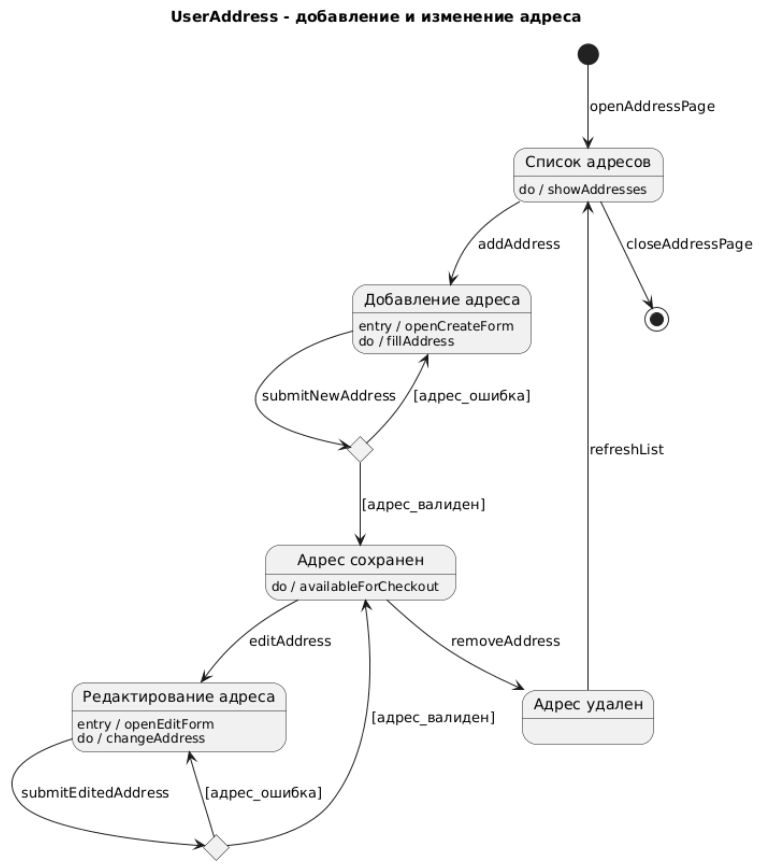 UserAddress - добавление и изменение адреса
openAddressPage
Список адресов
do / showAddresses
addAddress
closeAddressPage
Добавление адреса
entry / openCreateForm
do / fillAddress
submitNewAddress
[адрес_ошибка]
refreshList
[адрес_валиден]
Адрес сохранен
do / availableForCheckout
editAddress
removeAddress
Редактирование адреса
entry / openEditForm
do / changeAddress
Адрес удален
[адрес_валиден]
submitEditedAddress
[адрес_ошибка]